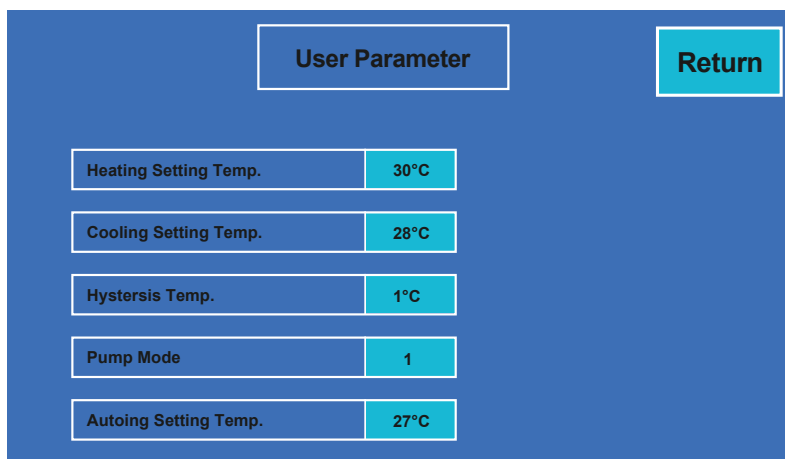 User Parameter
Return
Heating Setting Temp. 30°C
Cooling Setting Temp. 28°C
Hystersis Temp. 1°C
Pump Mode 1
Autoing Setting Temp. 27°C